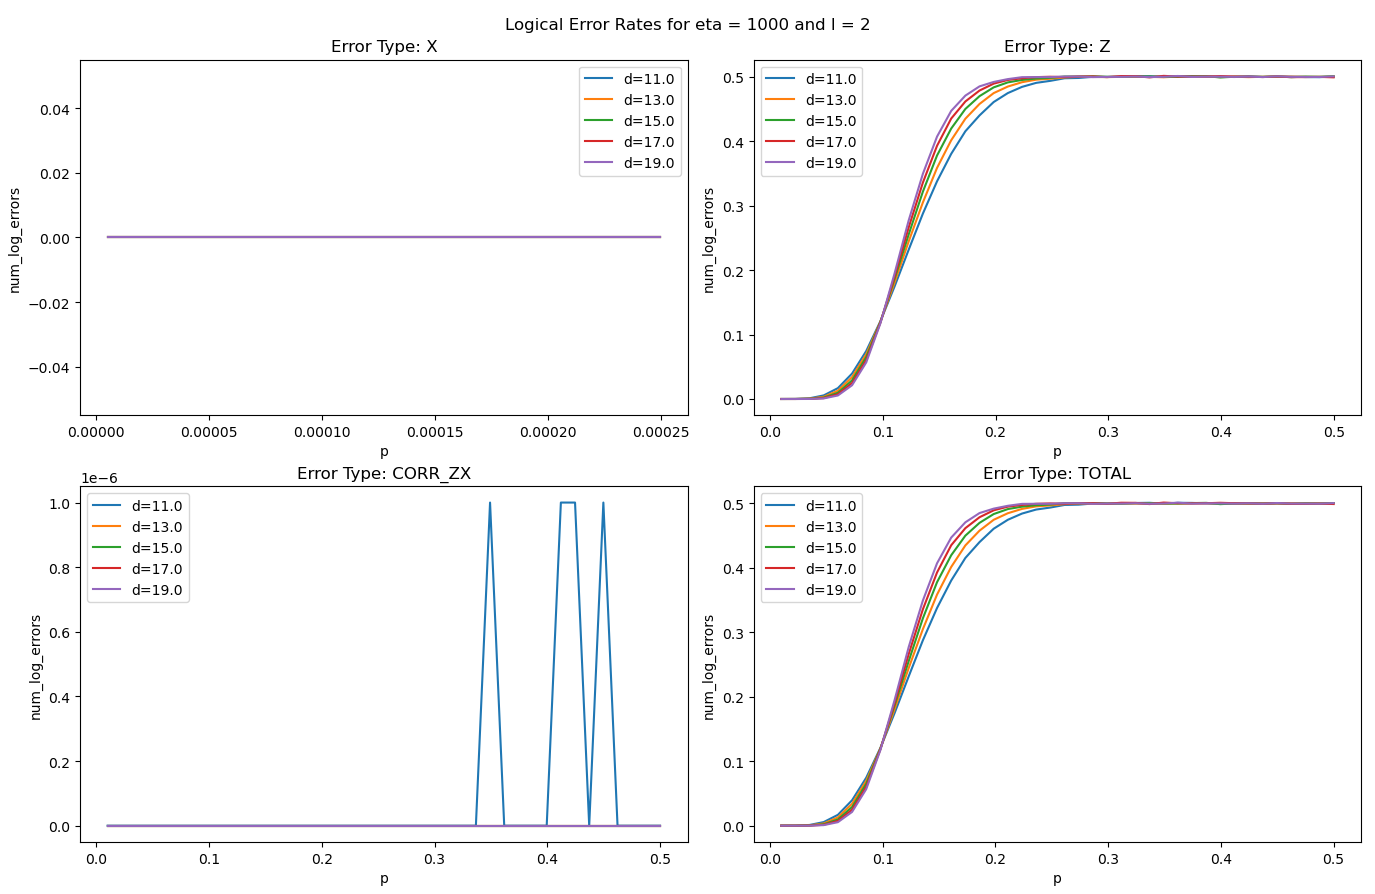 Logical Error Rates for eta = 1000 and l = 2
Error Type: X
num_log_errors
0.04
0.02
0.00
−0.02
−0.04
d=11.0
d=13.0
d=15.0
d=17.0
d=19.0
0.00000
0.00005
0.00010
0.00015
0.00020
0.00025
p
Error Type: Z
num_log_errors
0.5
0.4
0.3
0.2
0.1
0.0
d=11.0
d=13.0
d=15.0
d=17.0
d=19.0
0.0
0.1
0.2
0.3
0.4
0.5
p
Error Type: CORR_ZX
1e−6
num_log_errors
1.0
0.8
0.6
0.4
0.2
0.0
d=11.0
d=13.0
d=15.0
d=17.0
d=19.0
0.0
0.1
0.2
0.3
0.4
0.5
p
Error Type: TOTAL
num_log_errors
0.5
0.4
0.3
0.2
0.1
0.0
d=11.0
d=13.0
d=15.0
d=17.0
d=19.0
0.0
0.1
0.2
0.3
0.4
0.5
p